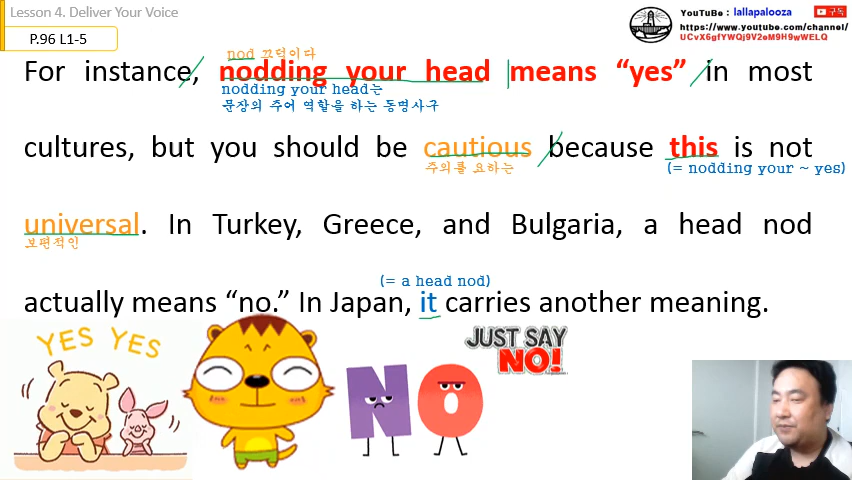 Lesson 4. Deliver Your Voice
P.96 L1-5
YouTuBe : lallapalooza
구독
https://www.youtube.com/channel/
UCvX6gfYWQj9V2eM9H9wWELQ
nod 끄덕이다
For instance, nodding your head means “yes” in most
nodding your head는
문장의 주어 역할을 하는 동명사구
cultures, but you should be cautious because this is not
주의를 요하는
(= nodding your ~ yes)
universal. In Turkey, Greece, and Bulgaria, a head nod
보편적인
(= a head nod)
actually means “no.” In Japan, it carries another meaning.
YES YES
NO
JUST SAY
NO!